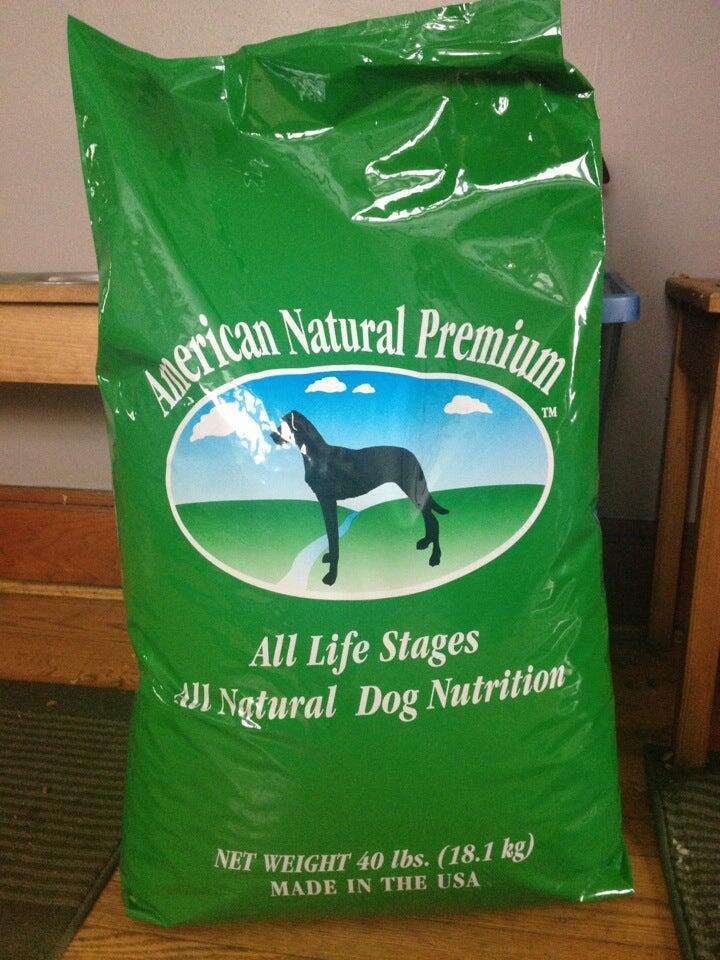 American Natural Premium
TM
All Life Stages
All Natural Dog Nutrition
NET WEIGHT 40 lbs. (18.1 kg)
MADE IN THE USA